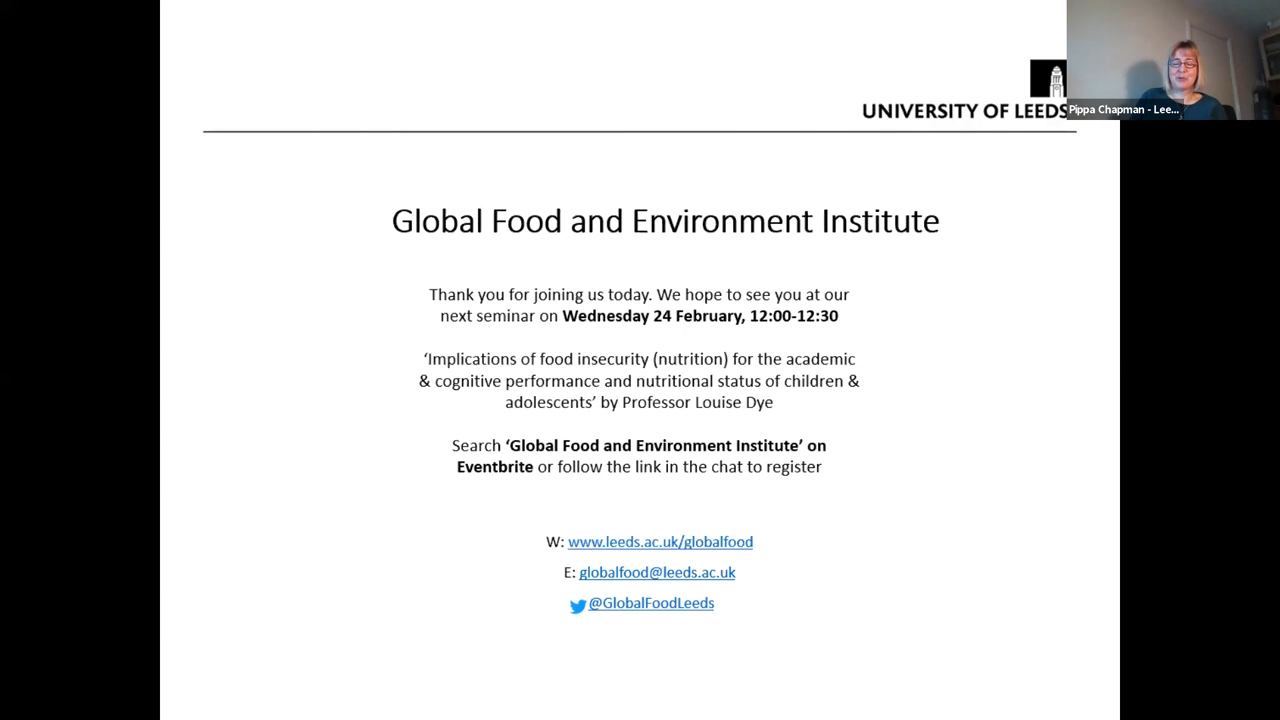 UNIVERSITY OF LEEDS
Pippa Chapman - Lee...
Global Food and Environment Institute
Thank you for joining us today. We hope to see you at our
next seminar on Wednesday 24 February, 12:00-12:30
‘Implications of food insecurity (nutrition) for the academic
& cognitive performance and nutritional status of children &
adolescents’ by Professor Louise Dye
Search ‘Global Food and Environment Institute’ on
Eventbrite or follow the link in the chat to register
W: www.leeds.ac.uk/globalfood
E: globalfood@leeds.ac.uk
@GlobalFoodLeeds